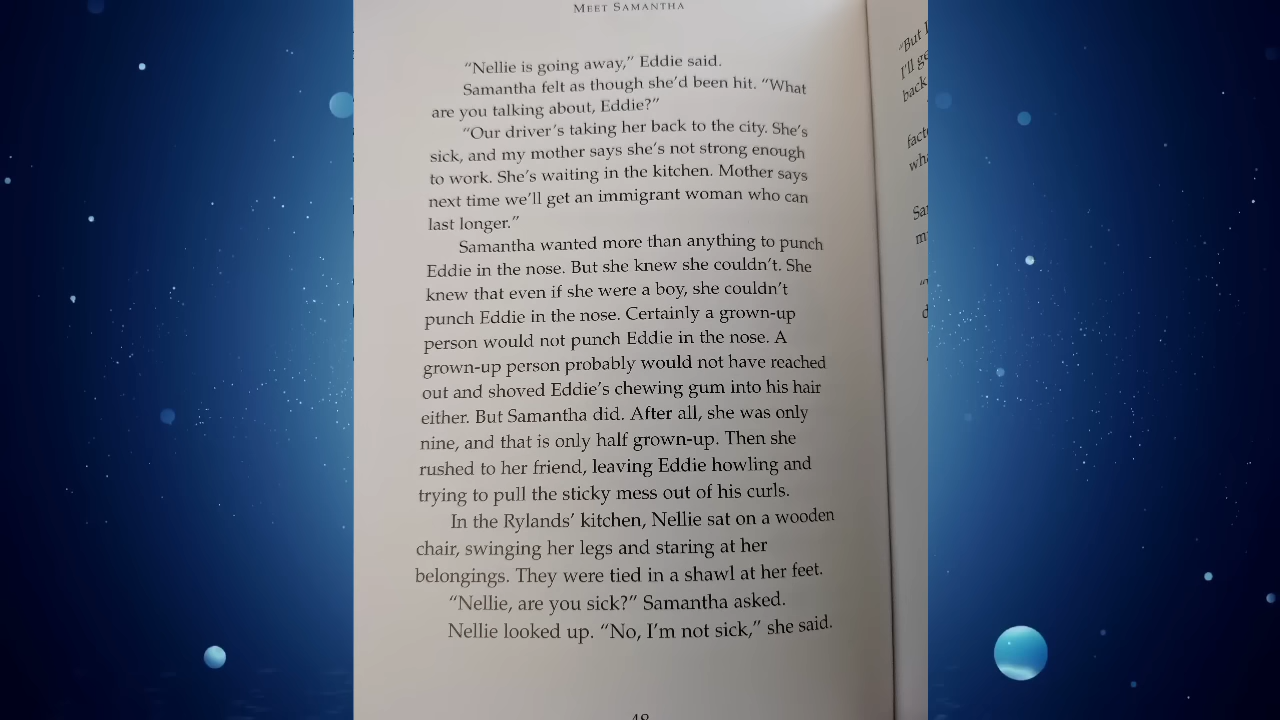 MEET SAMANTHA
“Nellie is going away,” Eddie said.
Samantha felt as though she’d been hit. “What
are you talking about, Eddie?”
“Our driver’s taking her back to the city. She’s
sick, and my mother says she’s not strong enough
to work. She’s waiting in the kitchen. Mother says
next time we’ll get an immigrant woman who can
last longer.”
Samantha wanted more than anything to punch
Eddie in the nose. But she knew she couldn’t. She
knew that even if she were a boy, she couldn’t
punch Eddie in the nose. Certainly a grown-up
person would not punch Eddie in the nose. A
grown-up person probably would not have reached
out and shoved Eddie’s chewing gum into his hair
either. But Samantha did. After all, she was only
nine, and that is only half grown-up. Then she
rushed to her friend, leaving Eddie howling and
trying to pull the sticky mess out of his curls.
In the Rylands’ kitchen, Nellie sat on a wooden
chair, swinging her legs and staring at her
belongings. They were tied in a shawl at her feet.
“Nellie, are you sick?” Samantha asked.
Nellie looked up. “No, I’m not sick,” she said.
“But
I’ll
back